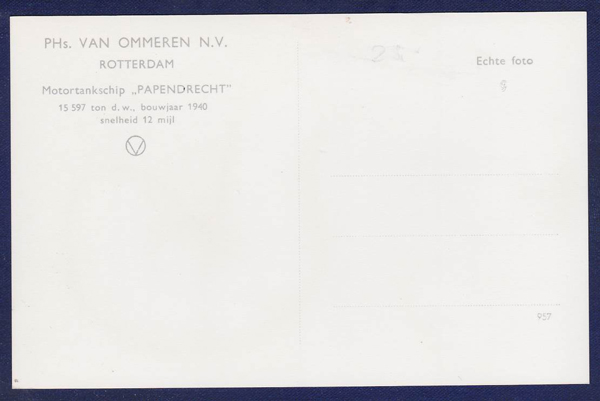 PHs. VAN OMMEREN N.V.
ROTTERDAM
Motortankschip „PAPENDRECHT”
15 597 ton d.w., bouwjaar 1940
snelheid 12 mijl
V
Echte foto
957